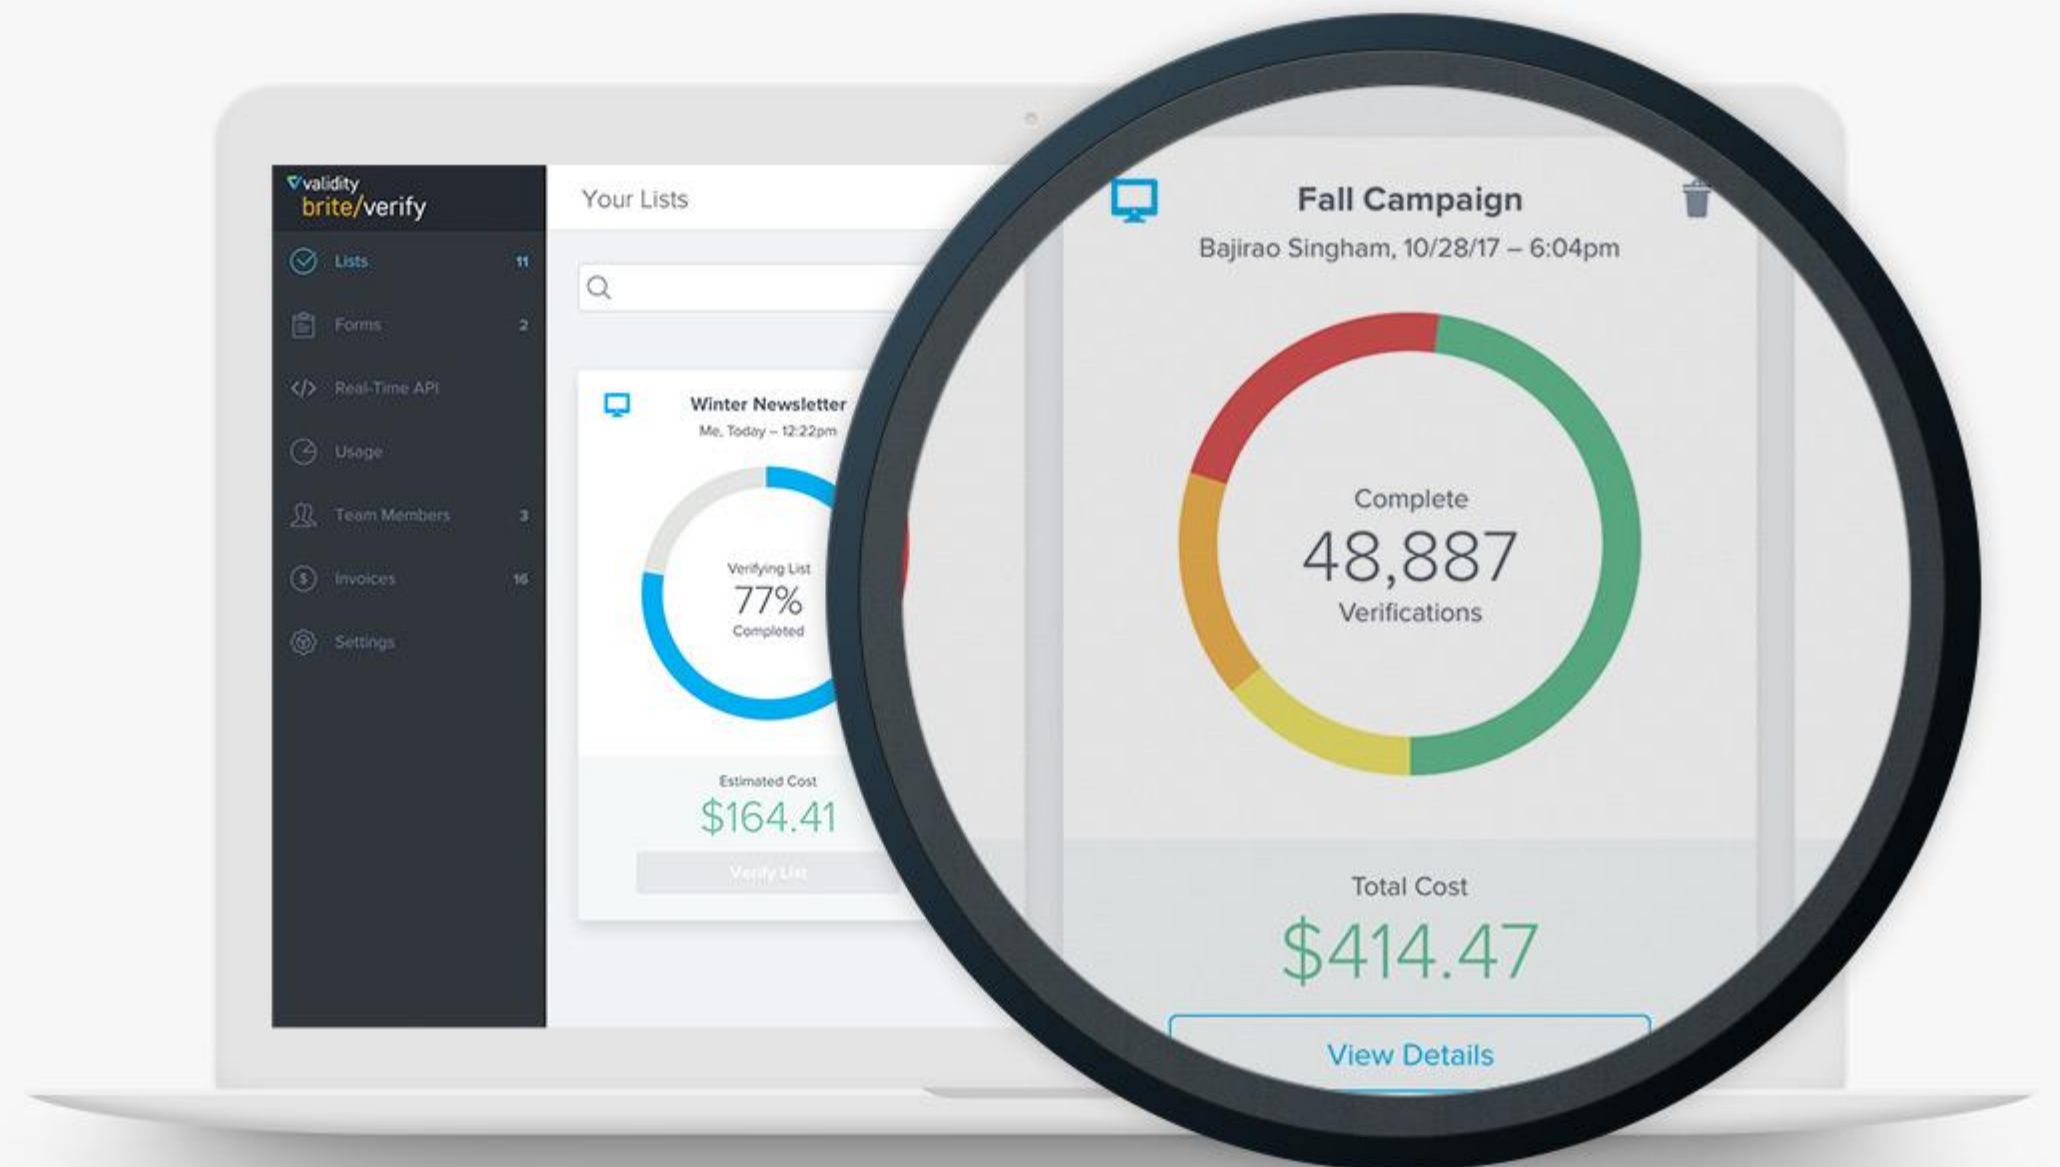 validity
brite/verify
Lists 11
Forms 2
Real-Time API
Usage
Team Members 3
Invoices 16
Settings
Your Lists
Winter Newsletter
Me, Today – 12:22pm
Verifying List
77%
Completed
Estimated Cost
$164.41
Verify List
Fall Campaign
Bajirao Singham, 10/28/17 – 6:04pm
Complete
48,887
Verifications
Total Cost
$414.47
View Details